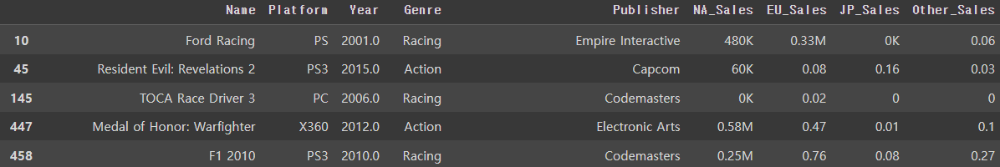 Name Platform Year Genre Publisher NA_Sales EU_Sales JP_Sales Other_Sales
10 Ford Racing PS 2001.0 Racing Empire Interactive 480K 0.33M 0K 0.06
45 Resident Evil: Revelations 2 PS3 2015.0 Action Capcom 60K 0.08 0.16 0.03
145 TOCA Race Driver 3 PC 2006.0 Racing Codemasters 0K 0.02 0 0
447 Medal of Honor: Warfighter X360 2012.0 Action Electronic Arts 0.58M 0.47 0.01 0.1
458 F1 2010 PS3 2010.0 Racing Codemasters 0.25M 0.76 0.08 0.27